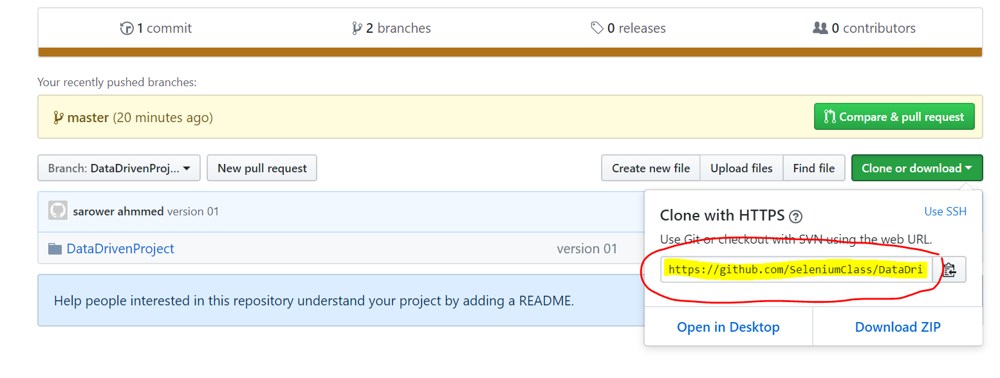 1 commit
2 branches
0 releases
0 contributors
Your recently pushed branches:
master (20 minutes ago)
Compare & pull request
Branch: DataDrivenProj...
New pull request
Create new file
Upload files
Find file
Clone or download
sarower ahmmed version 01
DataDrivenProject
version 01
Help people interested in this repository understand your project by adding a README.
Clone with HTTPS ?
Use SSH
Use Git or checkout with SVN using the web URL.
https://github.com/SeleniumClass/DataDri
Open in Desktop
Download ZIP